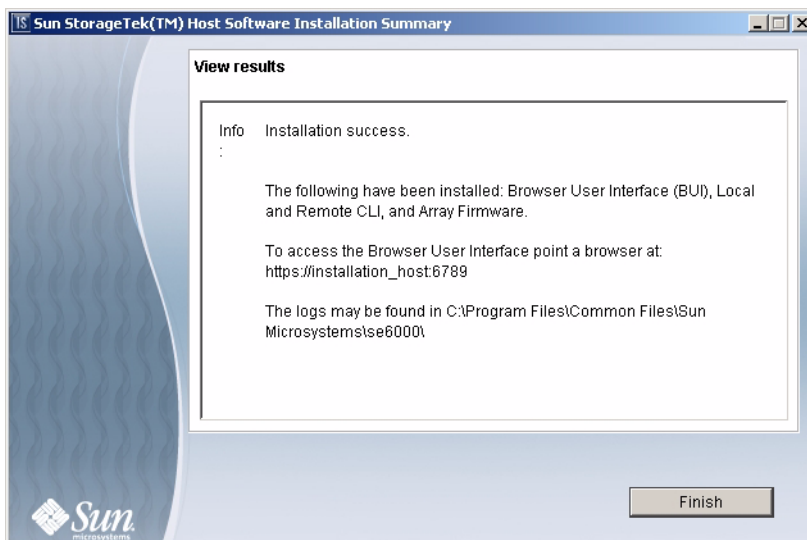 Sun StorageTek(TM) Host Software Installation Summary
View results
Info : Installation success.
The following have been installed: Browser User Interface (BUI), Local
and Remote CLI, and Array Firmware.
To access the Browser User Interface point a browser at:
https://installation_host:6789
The logs may be found in C:\Program Files\Common Files\Sun
Microsystems\se6000\
Finish
Sun
microsystems